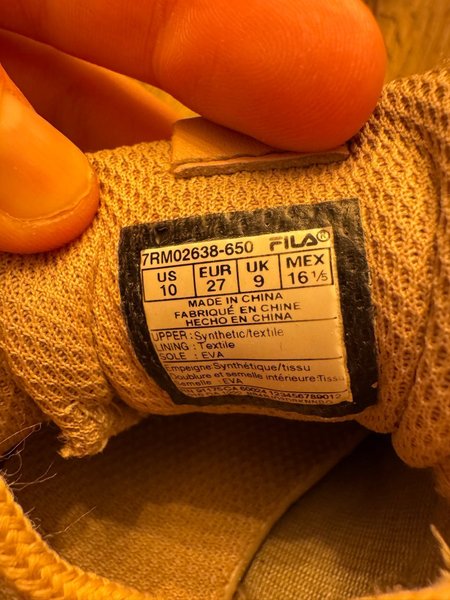 7RM02638-650 FILA®
US EUR UK MEX
10 27 9 16 1/5
MADE IN CHINA
FABRIQUÉ EN CHINE
HECHO EN CHINA
UPPER: Synthetic/textile
LINING: Textile
SOLE: EVA
Empeigne: Synthétique/tissu
Doublure et semelle intérieure: Tissu
semelle EVA
123456789012